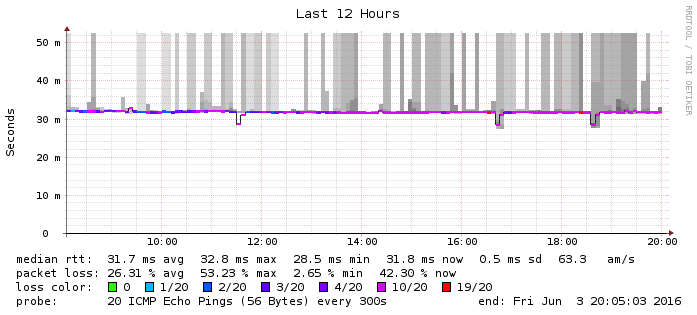 Last 12 Hours
RRDTOOL / TOBI OETIKER
Seconds
50 m
40 m
30 m
20 m
10 m
0
10:00 12:00 14:00 16:00 18:00 20:00
median rtt: 31.7 ms avg 32.8 ms max 28.5 ms min 31.8 ms now 0.5 ms sd 63.3 am/s
packet loss: 26.31 % avg 53.23 % max 2.65 % min 42.30 % now
loss color: 0 1/20 2/20 3/20 4/20 10/20 19/20
probe: 20 ICMP Echo Pings (56 Bytes) every 300s end: Fri Jun 3 20:05:03 2016